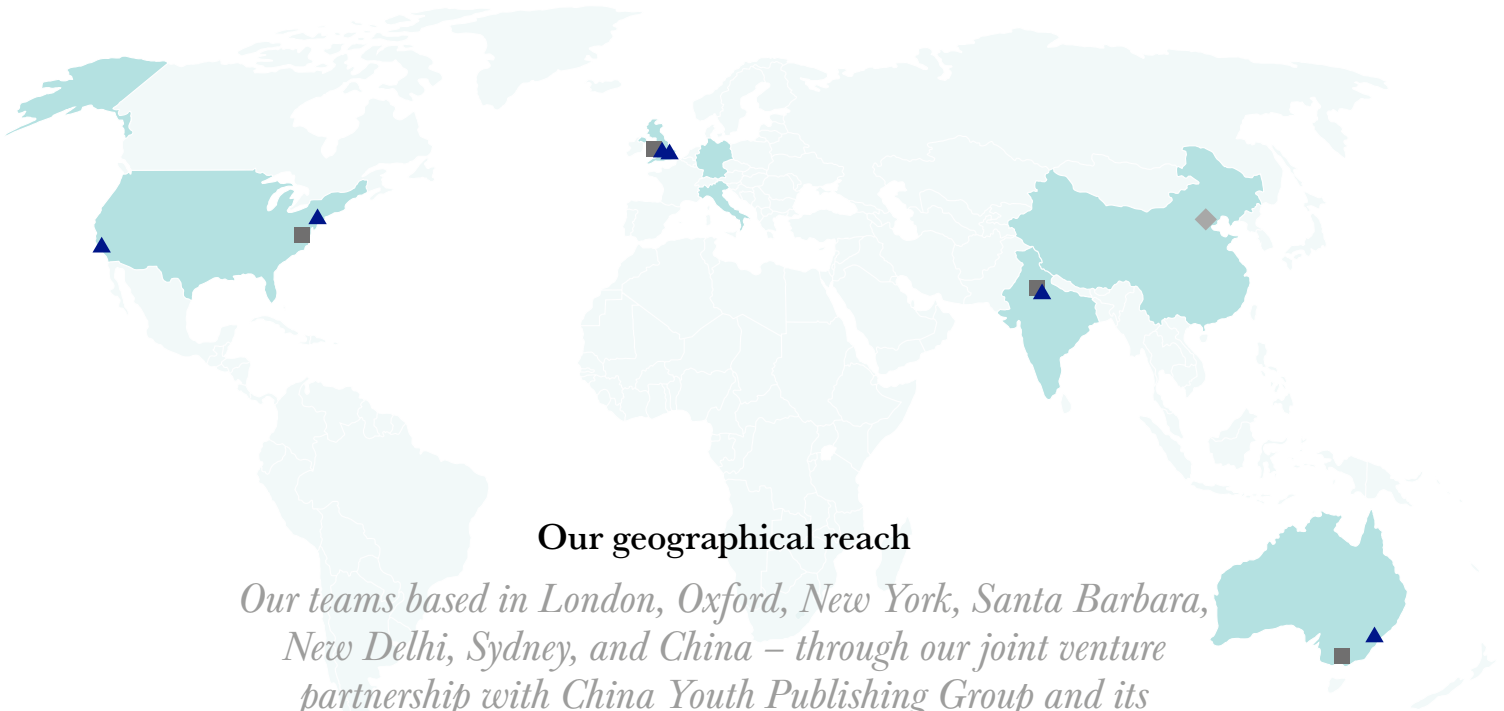 Our geographical reach
Our teams based in London, Oxford, New York, Santa Barbara,
New Delhi, Sydney, and China – through our joint venture
partnership with China Youth Publishing Group and its